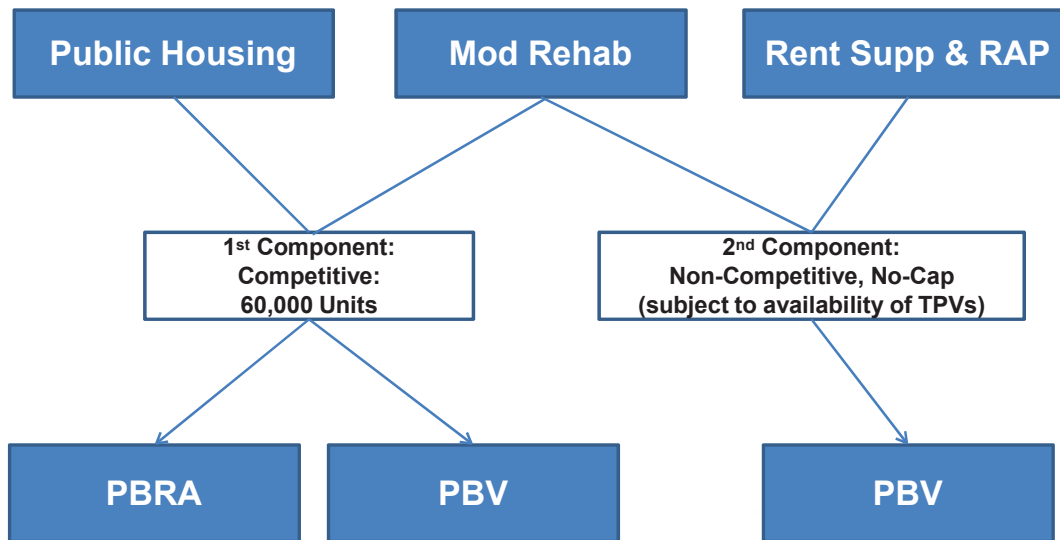 Public Housing
Mod Rehab
Rent Supp & RAP
1st Component:
Competitive:
60,000 Units
2nd Component:
Non-Competitive, No-Cap
(subject to availability of TPVs)
PBRA
PBV
PBV